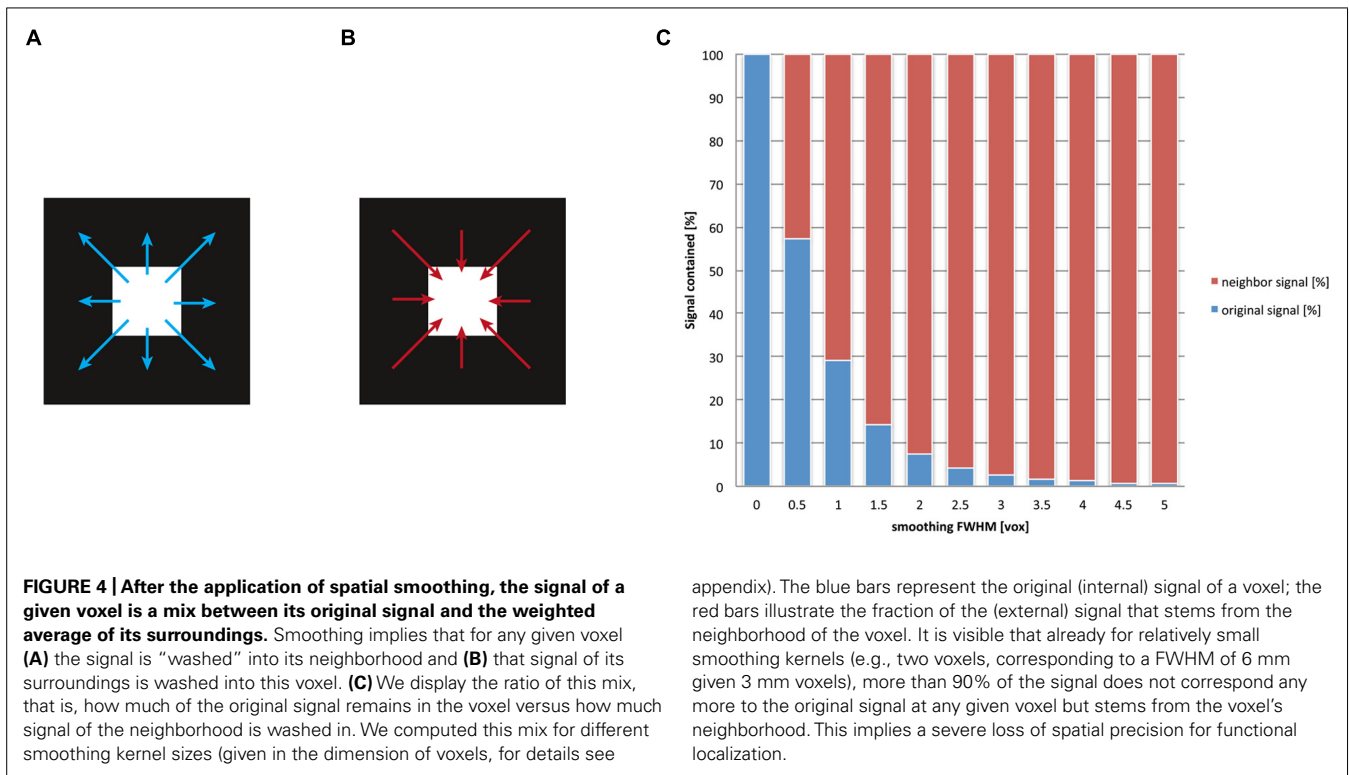 A
B
C
100
90
80
70
60
50
40
30
20
10
0
Signal contained [%]
0 0.5 1 1.5 2 2.5 3 3.5 4 4.5 5
smoothing FWHM [vox]
neighbor signal [%]
original signal [%]
FIGURE 4 | After the application of spatial smoothing, the signal of a
given voxel is a mix between its original signal and the weighted
average of its surroundings. Smoothing implies that for any given voxel
(A) the signal is “washed” into its neighborhood and (B) that signal of its
surroundings is washed into this voxel. (C) We display the ratio of this mix,
that is, how much of the original signal remains in the voxel versus how much
signal of the neighborhood is washed in. We computed this mix for different
smoothing kernel sizes (given in the dimension of voxels, for details see
appendix). The blue bars represent the original (internal) signal of a voxel; the
red bars illustrate the fraction of the (external) signal that stems from the
neighborhood of the voxel. It is visible that already for relatively small
smoothing kernels (e.g., two voxels, corresponding to a FWHM of 6 mm
given 3 mm voxels), more than 90% of the signal does not correspond any
more to the original signal at any given voxel but stems from the voxel’s
neighborhood. This implies a severe loss of spatial precision for functional
localization.